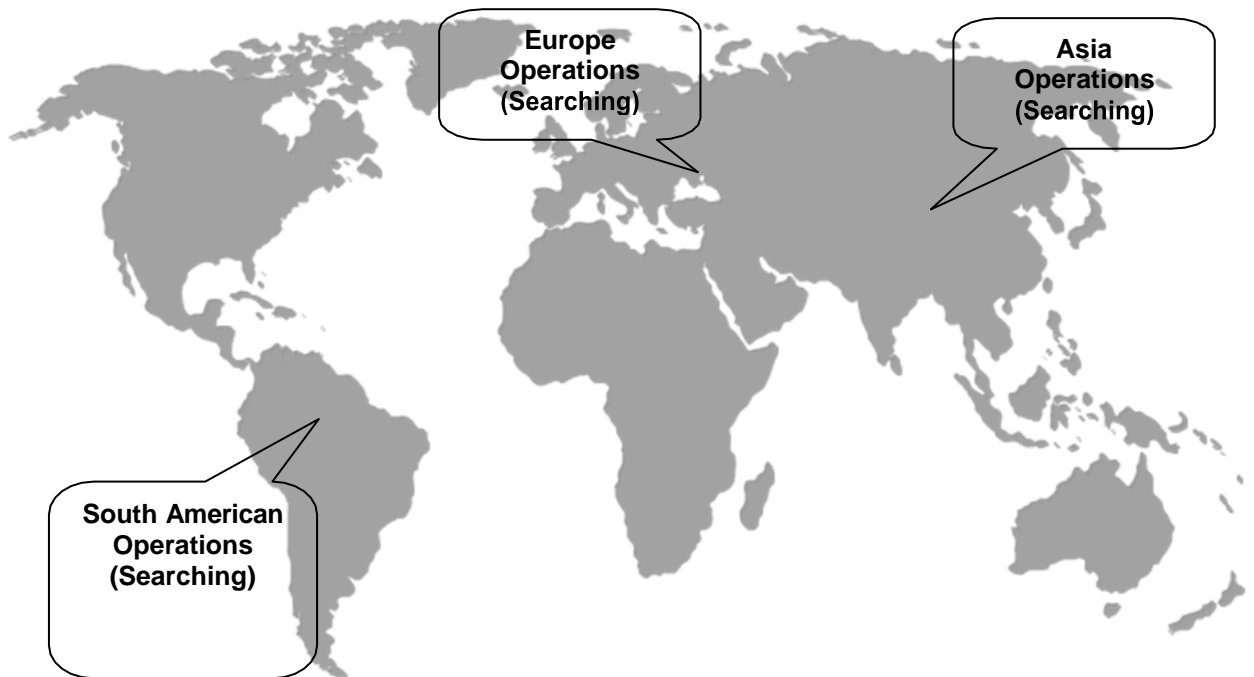 Europe
Operations
(Searching)
Asia
Operations
(Searching)
South American
Operations
(Searching)